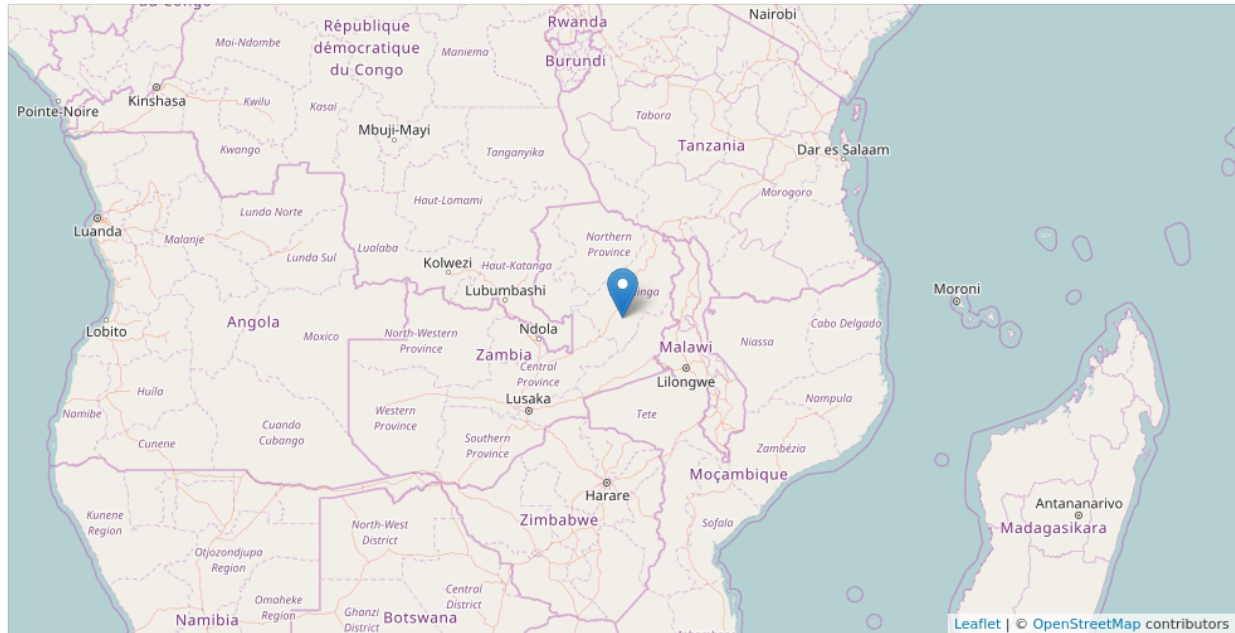 du Congo
Nairobi
Rwanda
République
démocratique
du Congo
Mai-Ndombe
Maniema
Burundi
Kinshasa
Kwilu
Kasaï
Pointe-Noire
Tabora
Mbuji-Mayi
Kwango
Tanganyika
Tanzania
Dar es Salaam
Morogoro
Haut-Lomami
Lunda Norte
Luanda
Malanje
Lunda Sul
Lualaba
Northern
Province
Kolwezi
Haut-Katanga
Lubumbashi
inga
Moroni
Lobito
Angola
Moxico
North-Western
Province
Ndola
Zambia
Malawi
Niassa
Cabo Delgado
Central
Province
Lilongwe
Huíla
Namibe
Lusaka
Western
Province
Tete
Nampula
Cuando
Cubango
Cunene
Southern
Province
Zambézia
Moçambique
Harare
Antananarivo
Madagasikara
Kunene
Region
North-West
District
Zimbabwe
Sofala
Otjozondjupa
Region
Omaheke
Region
Central
District
Ghanzi
District
Namibia
Botswana
Leaflet | © OpenStreetMap contributors